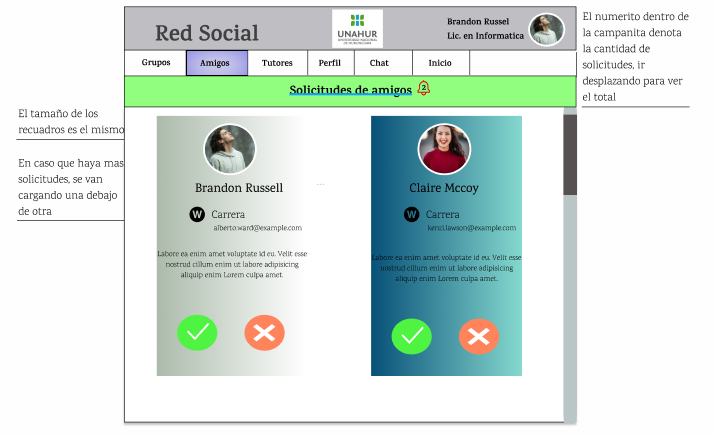 Red Social
UNAHUR
UNIVERSIDAD NACIONAL
DE HURLINGHAM
Brandon Russel
Lic. en Informatica
Grupos
Amigos
Tutores
Perfil
Chat
Inicio
Solicitudes de amigos
2
El numerito dentro de
la campanita denota
la cantidad de
solicitudes, ir
desplazando para ver
el total
El tamaño de los
recuadros es el mismo
En caso que haya mas
solicitudes, se van
cargando una debajo
de otra
Brandon Russell
W Carrera
alberto.ward@example.com
Labore ea enim amet voluptate id eu. Velit esse
nostrud cillum enim ut labore adipisicing
aliquip enim Lorem culpa amet.
...
Claire Mccoy
W Carrera
kenzi.lawson@example.com
Labore ea enim amet voluptate id eu. Velit esse
nostrud cillum enim ut labore adipisicing
aliquip enim Lorem culpa amet.